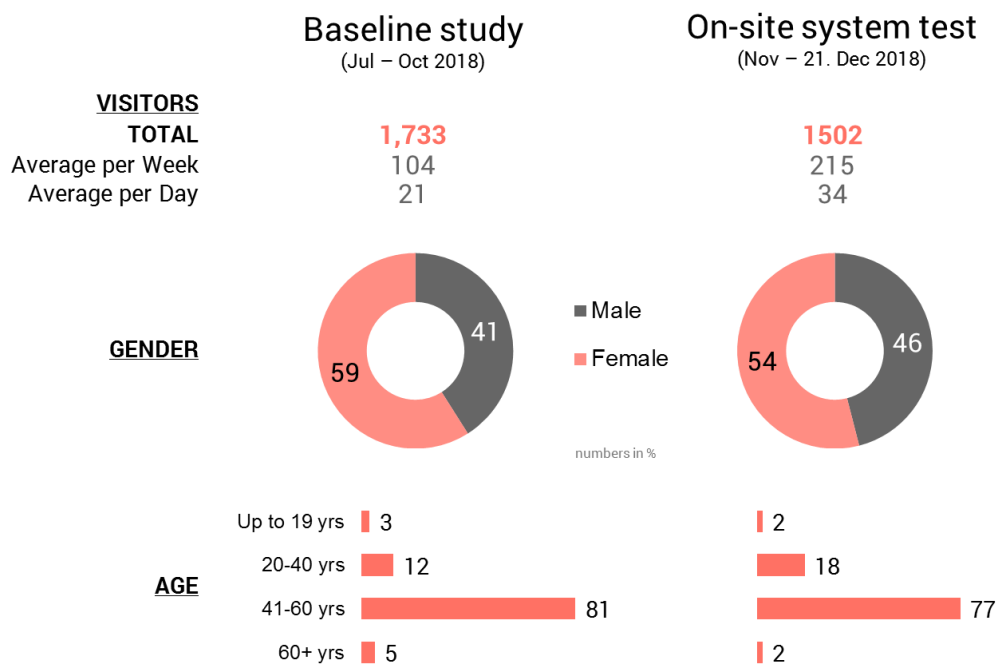 Baseline study
(Jul – Oct 2018)
On-site system test
(Nov – 21. Dec 2018)
VISITORS
TOTAL 1,733 1502
Average per Week 104 215
Average per Day 21 34
GENDER
41
59
Male
Female
46
54
numbers in %
AGE
Up to 19 yrs 3 2
20-40 yrs 12 18
41-60 yrs 81 77
60+ yrs 5 2